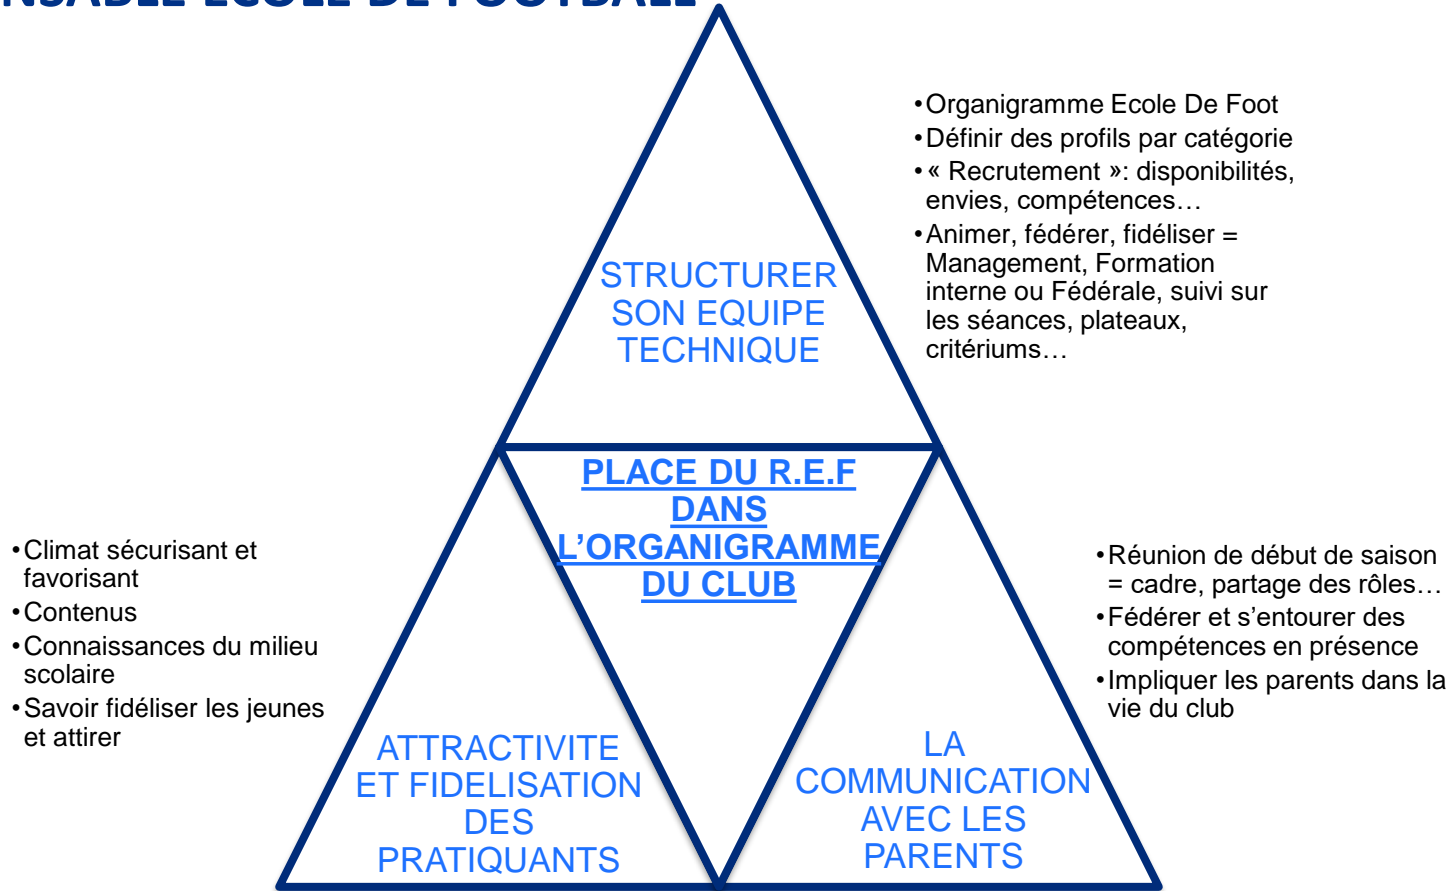 ECOLE DE FOOTBALL
•Organigramme Ecole De Foot
•Définir des profils par catégorie
•« Recrutement »: disponibilités,
envies, compétences…
•Animer, fédérer, fidéliser =
Management, Formation
interne ou Fédérale, suivi sur
les séances, plateaux,
critériums…
STRUCTURER
SON EQUIPE
TECHNIQUE
PLACE DU R.E.F
DANS
L’ORGANIGRAMME
DU CLUB
•Climat sécurisant et
favorisant
•Contenus
•Connaissances du milieu
scolaire
•Savoir fidéliser les jeunes
et attirer
•Réunion de début de saison
= cadre, partage des rôles…
•Fédérer et s’entourer des
compétences en présence
•Impliquer les parents dans la
vie du club
ATTRACTIVITE
ET FIDELISATION
DES
PRATIQUANTS
LA
COMMUNICATION
AVEC LES
PARENTS